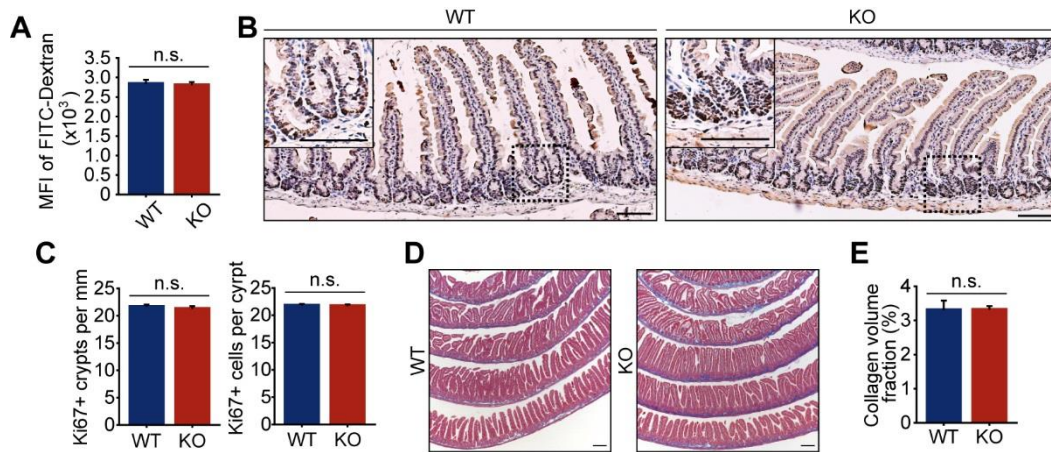 A
n.s.
MFI of FITC-Dextran
(x10³)
3.5
3.0
2.5
2.0
1.5
1.0
0.5
0
WT
KO
B
WT
KO
C
n.s.
Ki67+ crypts per mm
25
20
15
10
5
0
WT
KO
n.s.
Ki67+ cells per cyrpt
25
20
15
10
5
0
WT
KO
D
WT
KO
E
n.s.
Collagen volume
fraction (%)
6
4
2
0
WT
KO